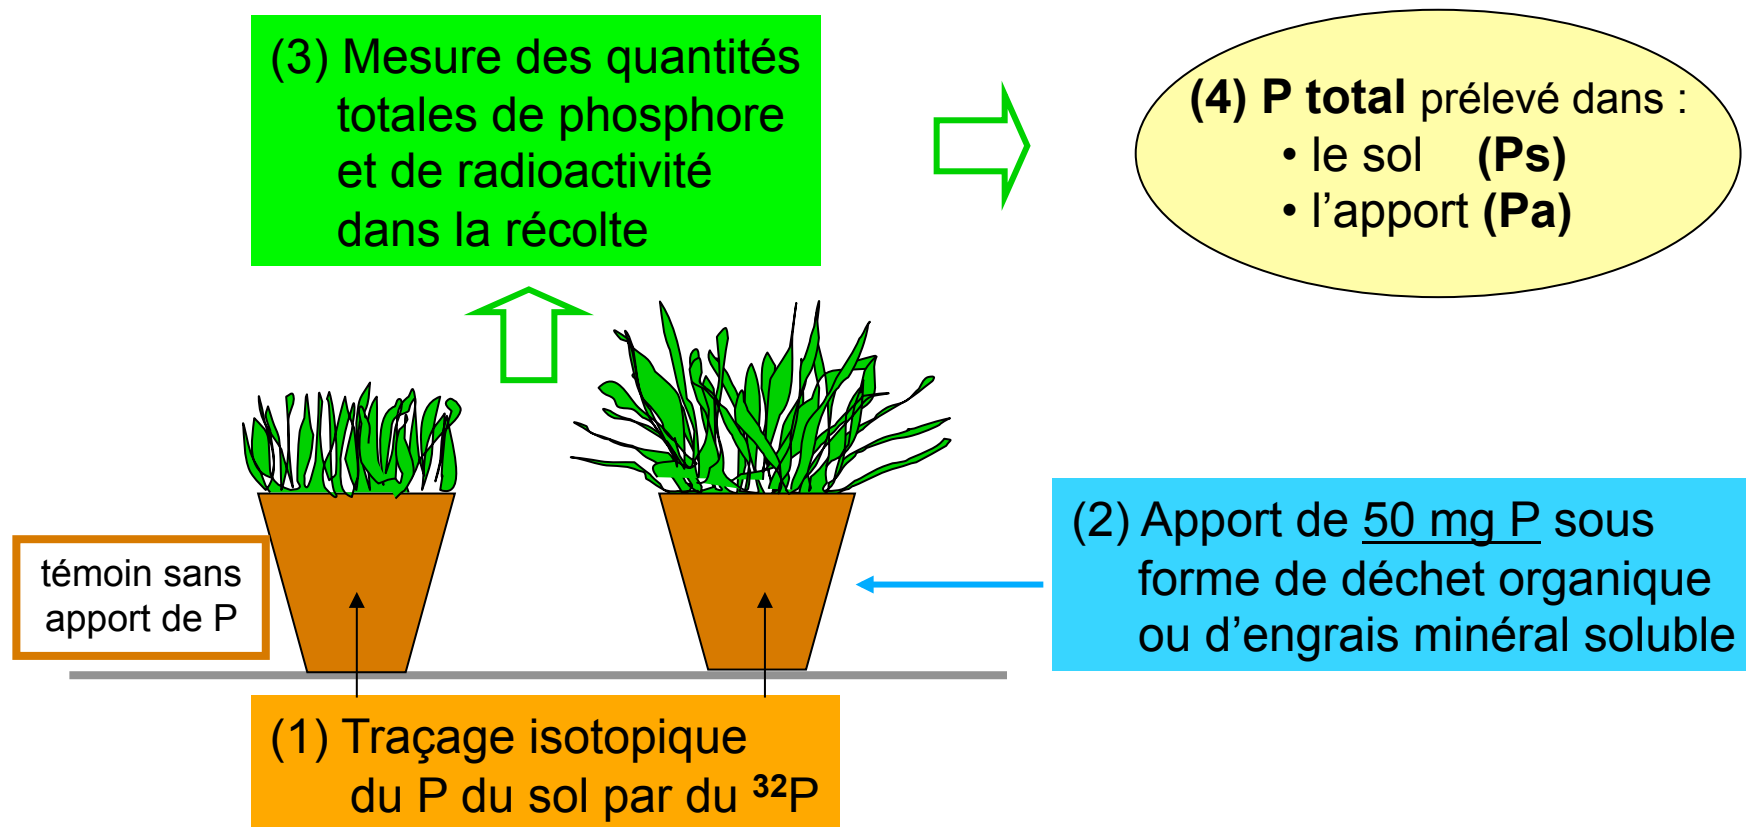 (3) Mesure des quantités
totales de phosphore
et de radioactivité
dans la récolte
(4) P total prélevé dans :
• le sol (Ps)
• l’apport (Pa)
témoin sans
apport de P
(2) Apport de 50 mg P sous
forme de déchet organique
ou d’engrais minéral soluble
(1) Traçage isotopique
du P du sol par du ³²P